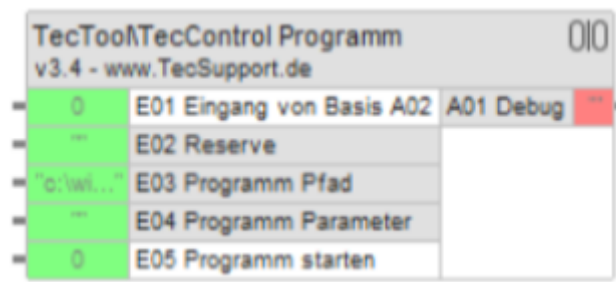 TecTool\TecControl Programm 0|0
v3.4 - www.TecSupport.de
0 E01 Eingang von Basis A02 A01 Debug ""
"" E02 Reserve
"c:\wi..." E03 Programm Pfad
"" E04 Programm Parameter
0 E05 Programm starten